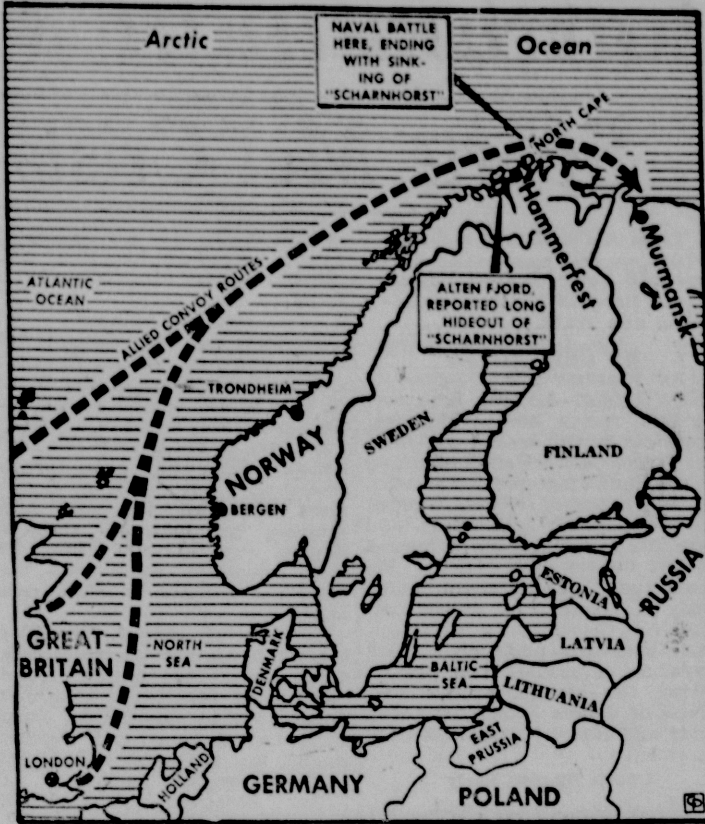 Arctic
Ocean
NAVAL BATTLE
HERE, ENDING
WITH SINK-
ING OF
"SCHARNHORST"
NORTH CAPE
Hammerfest
Murmansk
ATLANTIC
OCEAN
ALLIED CONVOY ROUTES
ALTEN FJORD,
REPORTED LONG
HIDEOUT OF
"SCHARNHORST"
TRONDHEIM
NORWAY
SWEDEN
FINLAND
BERGEN
ESTONIA
RUSSIA
GREAT
BRITAIN
NORTH
SEA
DENMARK
BALTIC
SEA
LATVIA
LITHUANIA
EAST
PRUSSIA
LONDON
HOLLAND
GERMANY
POLAND